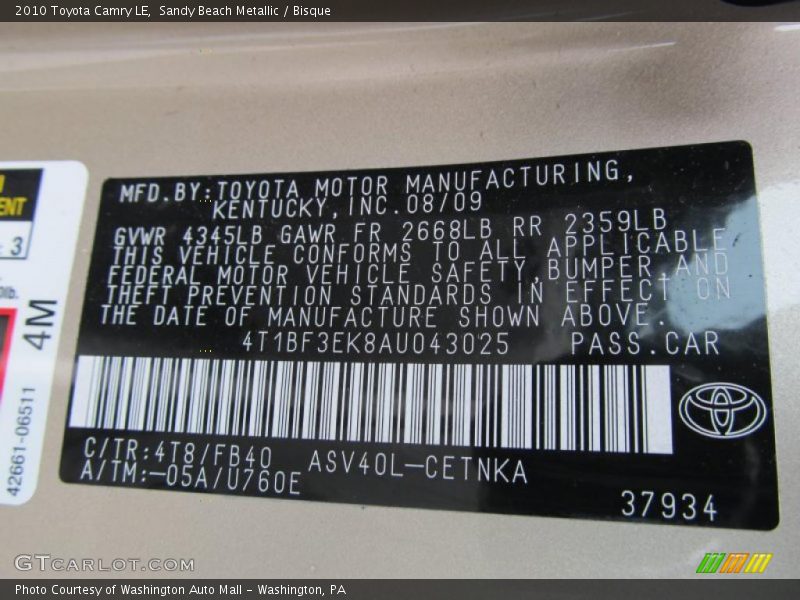 2010 Toyota Camry LE, Sandy Beach Metallic / Bisque
MFD.BY:TOYOTA MOTOR MANUFACTURING,
KENTUCKY,INC.08/09
GVWR 4345LB GAWR FR 2668LB RR 2359LB
THIS VEHICLE CONFORMS TO ALL APPLICABLE
FEDERAL MOTOR VEHICLE SAFETY,BUMPER AND
THEFT PREVENTION STANDARDS IN EFFECT ON
THE DATE OF MANUFACTURE SHOWN ABOVE.
4T1BF3EK8AU043025 PASS.CAR
C/TR:4T8/FB40 ASV40L-CETNKA
A/TM:-05A/U760E
37934
3
4M
42661-06511
GTCARLOT.COM
Photo Courtesy of Washington Auto Mall - Washington, PA